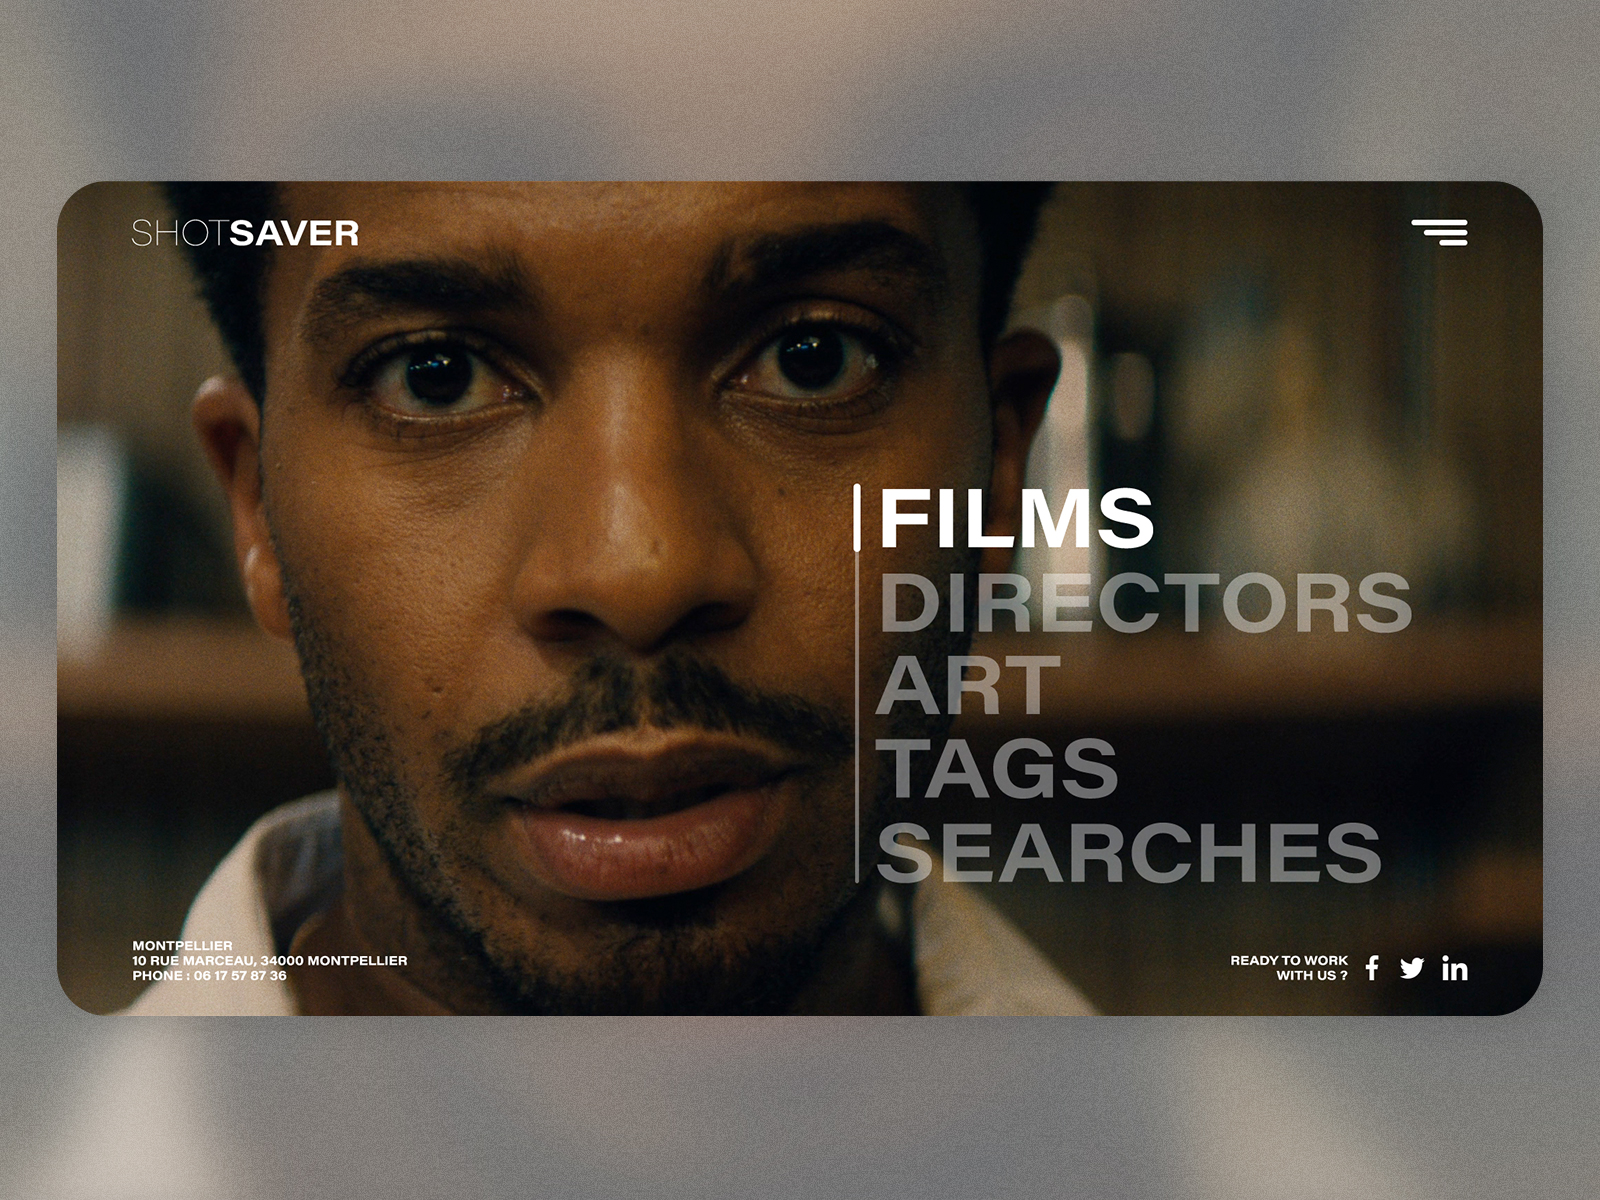 SHOTSAVER
FILMS
DIRECTORS
ART
TAGS
SEARCHES
MONTPELLIER
10 RUE MARCEAU, 34000 MONTPELLIER
PHONE : 06 17 57 87 36
READY TO WORK
WITH US ?